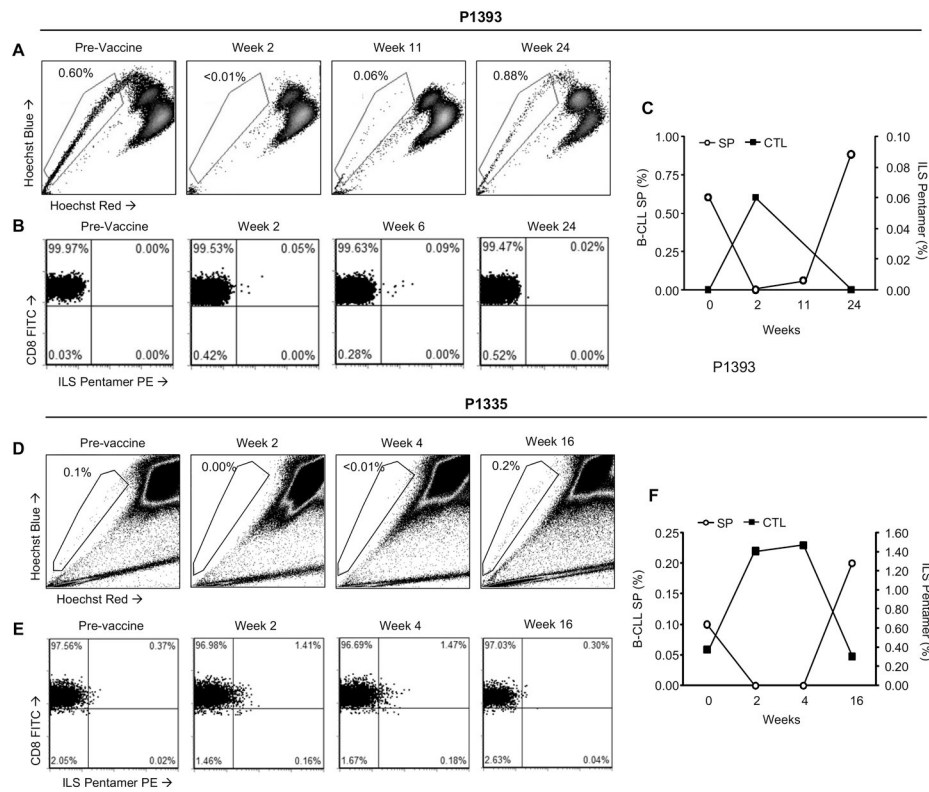 P1393
A
Pre-Vaccine Week 2 Week 11 Week 24
0.60% <0.01% 0.06% 0.88%
Hoechst Blue →
Hoechst Red →
B
Pre-Vaccine Week 2 Week 6 Week 24
99.97% 0.00% 99.53% 0.05% 99.63% 0.09% 99.47% 0.02%
0.03% 0.00% 0.42% 0.00% 0.28% 0.00% 0.52% 0.00%
CD8 FITC →
ILS Pentamer PE →
C
SP CTL
1.00 0.10
0.08
0.75
0.06
0.50
0.04
0.25
0.02
0.00 0.00
B-CLL SP (%)
ILS Pentamer (%)
0 2 11 24
Weeks
P1393
P1335
D
Pre-vaccine Week 2 Week 4 Week 16
0.1% 0.00% <0.01% 0.2%
Hoechst Blue →
Hoechst Red →
E
Pre-vaccine Week 2 Week 4 Week 16
97.56% 0.37% 96.98% 1.41% 96.69% 1.47% 97.03% 0.30%
2.05% 0.02% 1.46% 0.16% 1.67% 0.18% 2.63% 0.04%
CD8 FITC →
ILS Pentamer PE →
F
SP CTL
0.25 1.60
1.40
0.20
1.20
0.15
1.00
0.80
0.10
0.60
0.40
0.05
0.20
0.00 0.00
B-CLL SP (%)
ILS Pentamer (%)
0 2 4 16
Weeks